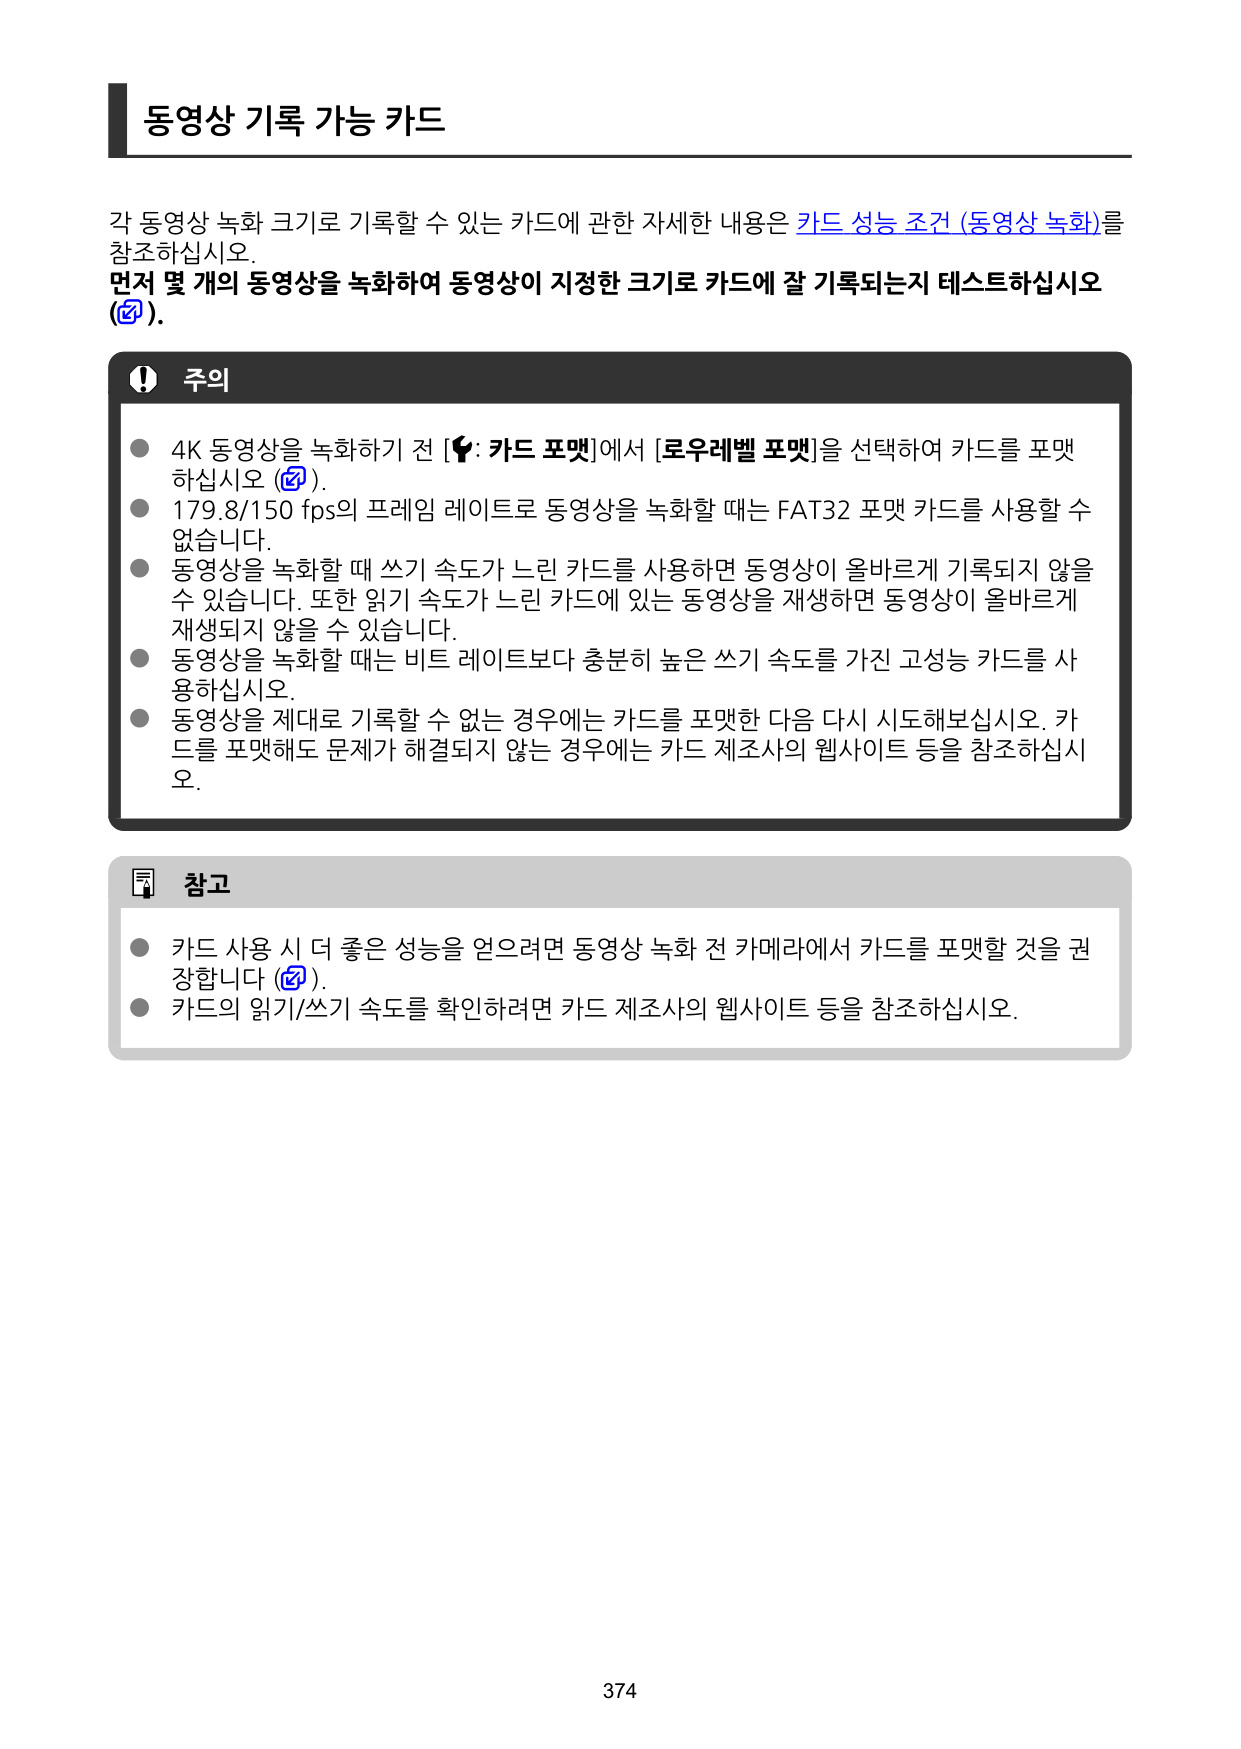 동영상 기록 가능 카드
각 동영상 녹화 크기로 기록할 수 있는 카드에 관한 자세한 내용은 카드 성능 조건 (동영상 녹화)를
참조하십시오.
먼저 몇 개의 동영상을 녹화하여 동영상이 지정한 크기로 카드에 잘 기록되는지 테스트하십시오
( ).
주의
● 4K 동영상을 녹화하기 전 [ : 카드 포맷]에서 [로우레벨 포맷]을 선택하여 카드를 포맷
하십시오 ( ).
● 179.8/150 fps의 프레임 레이트로 동영상을 녹화할 때는 FAT32 포맷 카드를 사용할 수
없습니다.
● 동영상을 녹화할 때 쓰기 속도가 느린 카드를 사용하면 동영상이 올바르게 기록되지 않을
수 있습니다. 또한 읽기 속도가 느린 카드에 있는 동영상을 재생하면 동영상이 올바르게
재생되지 않을 수 있습니다.
● 동영상을 녹화할 때는 비트 레이트보다 충분히 높은 쓰기 속도를 가진 고성능 카드를 사
용하십시오.
● 동영상을 제대로 기록할 수 없는 경우에는 카드를 포맷한 다음 다시 시도해보십시오. 카
드를 포맷해도 문제가 해결되지 않는 경우에는 카드 제조사의 웹사이트 등을 참조하십시
오.
참고
● 카드 사용 시 더 좋은 성능을 얻으려면 동영상 녹화 전 카메라에서 카드를 포맷할 것을 권
장합니다 ( ).
● 카드의 읽기/쓰기 속도를 확인하려면 카드 제조사의 웹사이트 등을 참조하십시오.
374